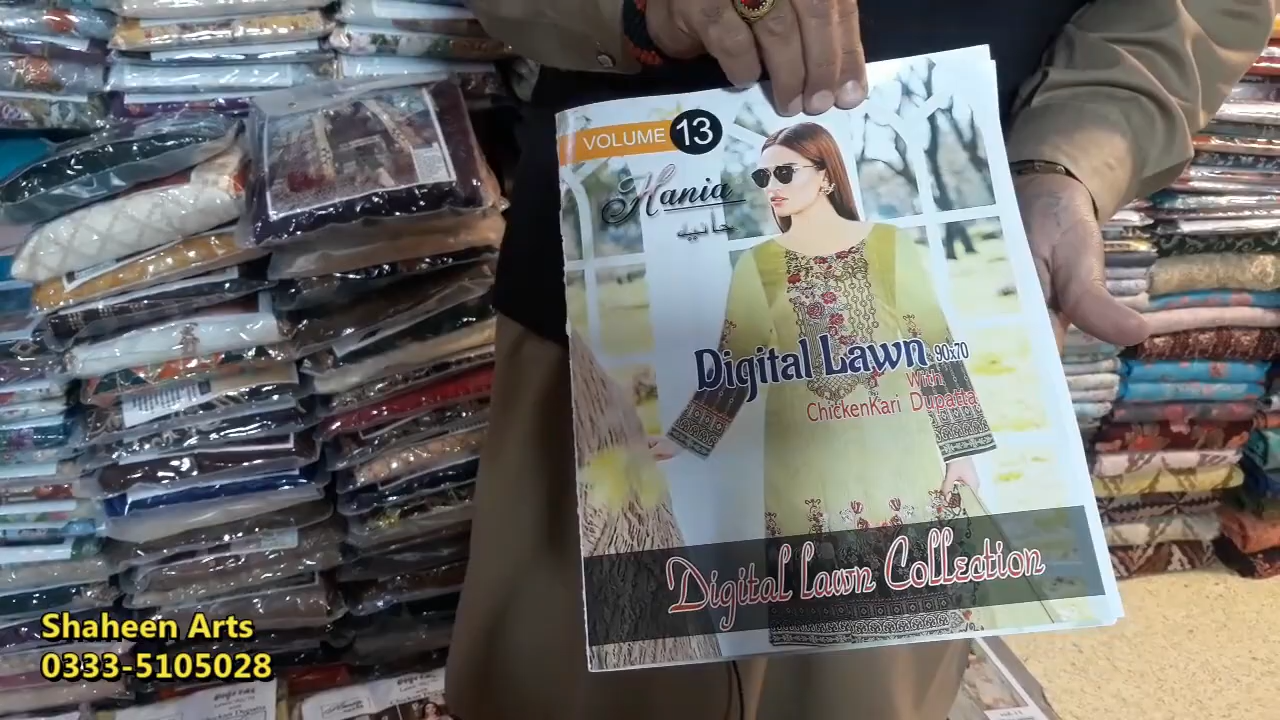 VOLUME 13
Hania
حانیہ
Digital Lawn 90x70
With
ChickenKari Dupatta
Digital Lawn Collection
Shaheen Arts
0333-5105028